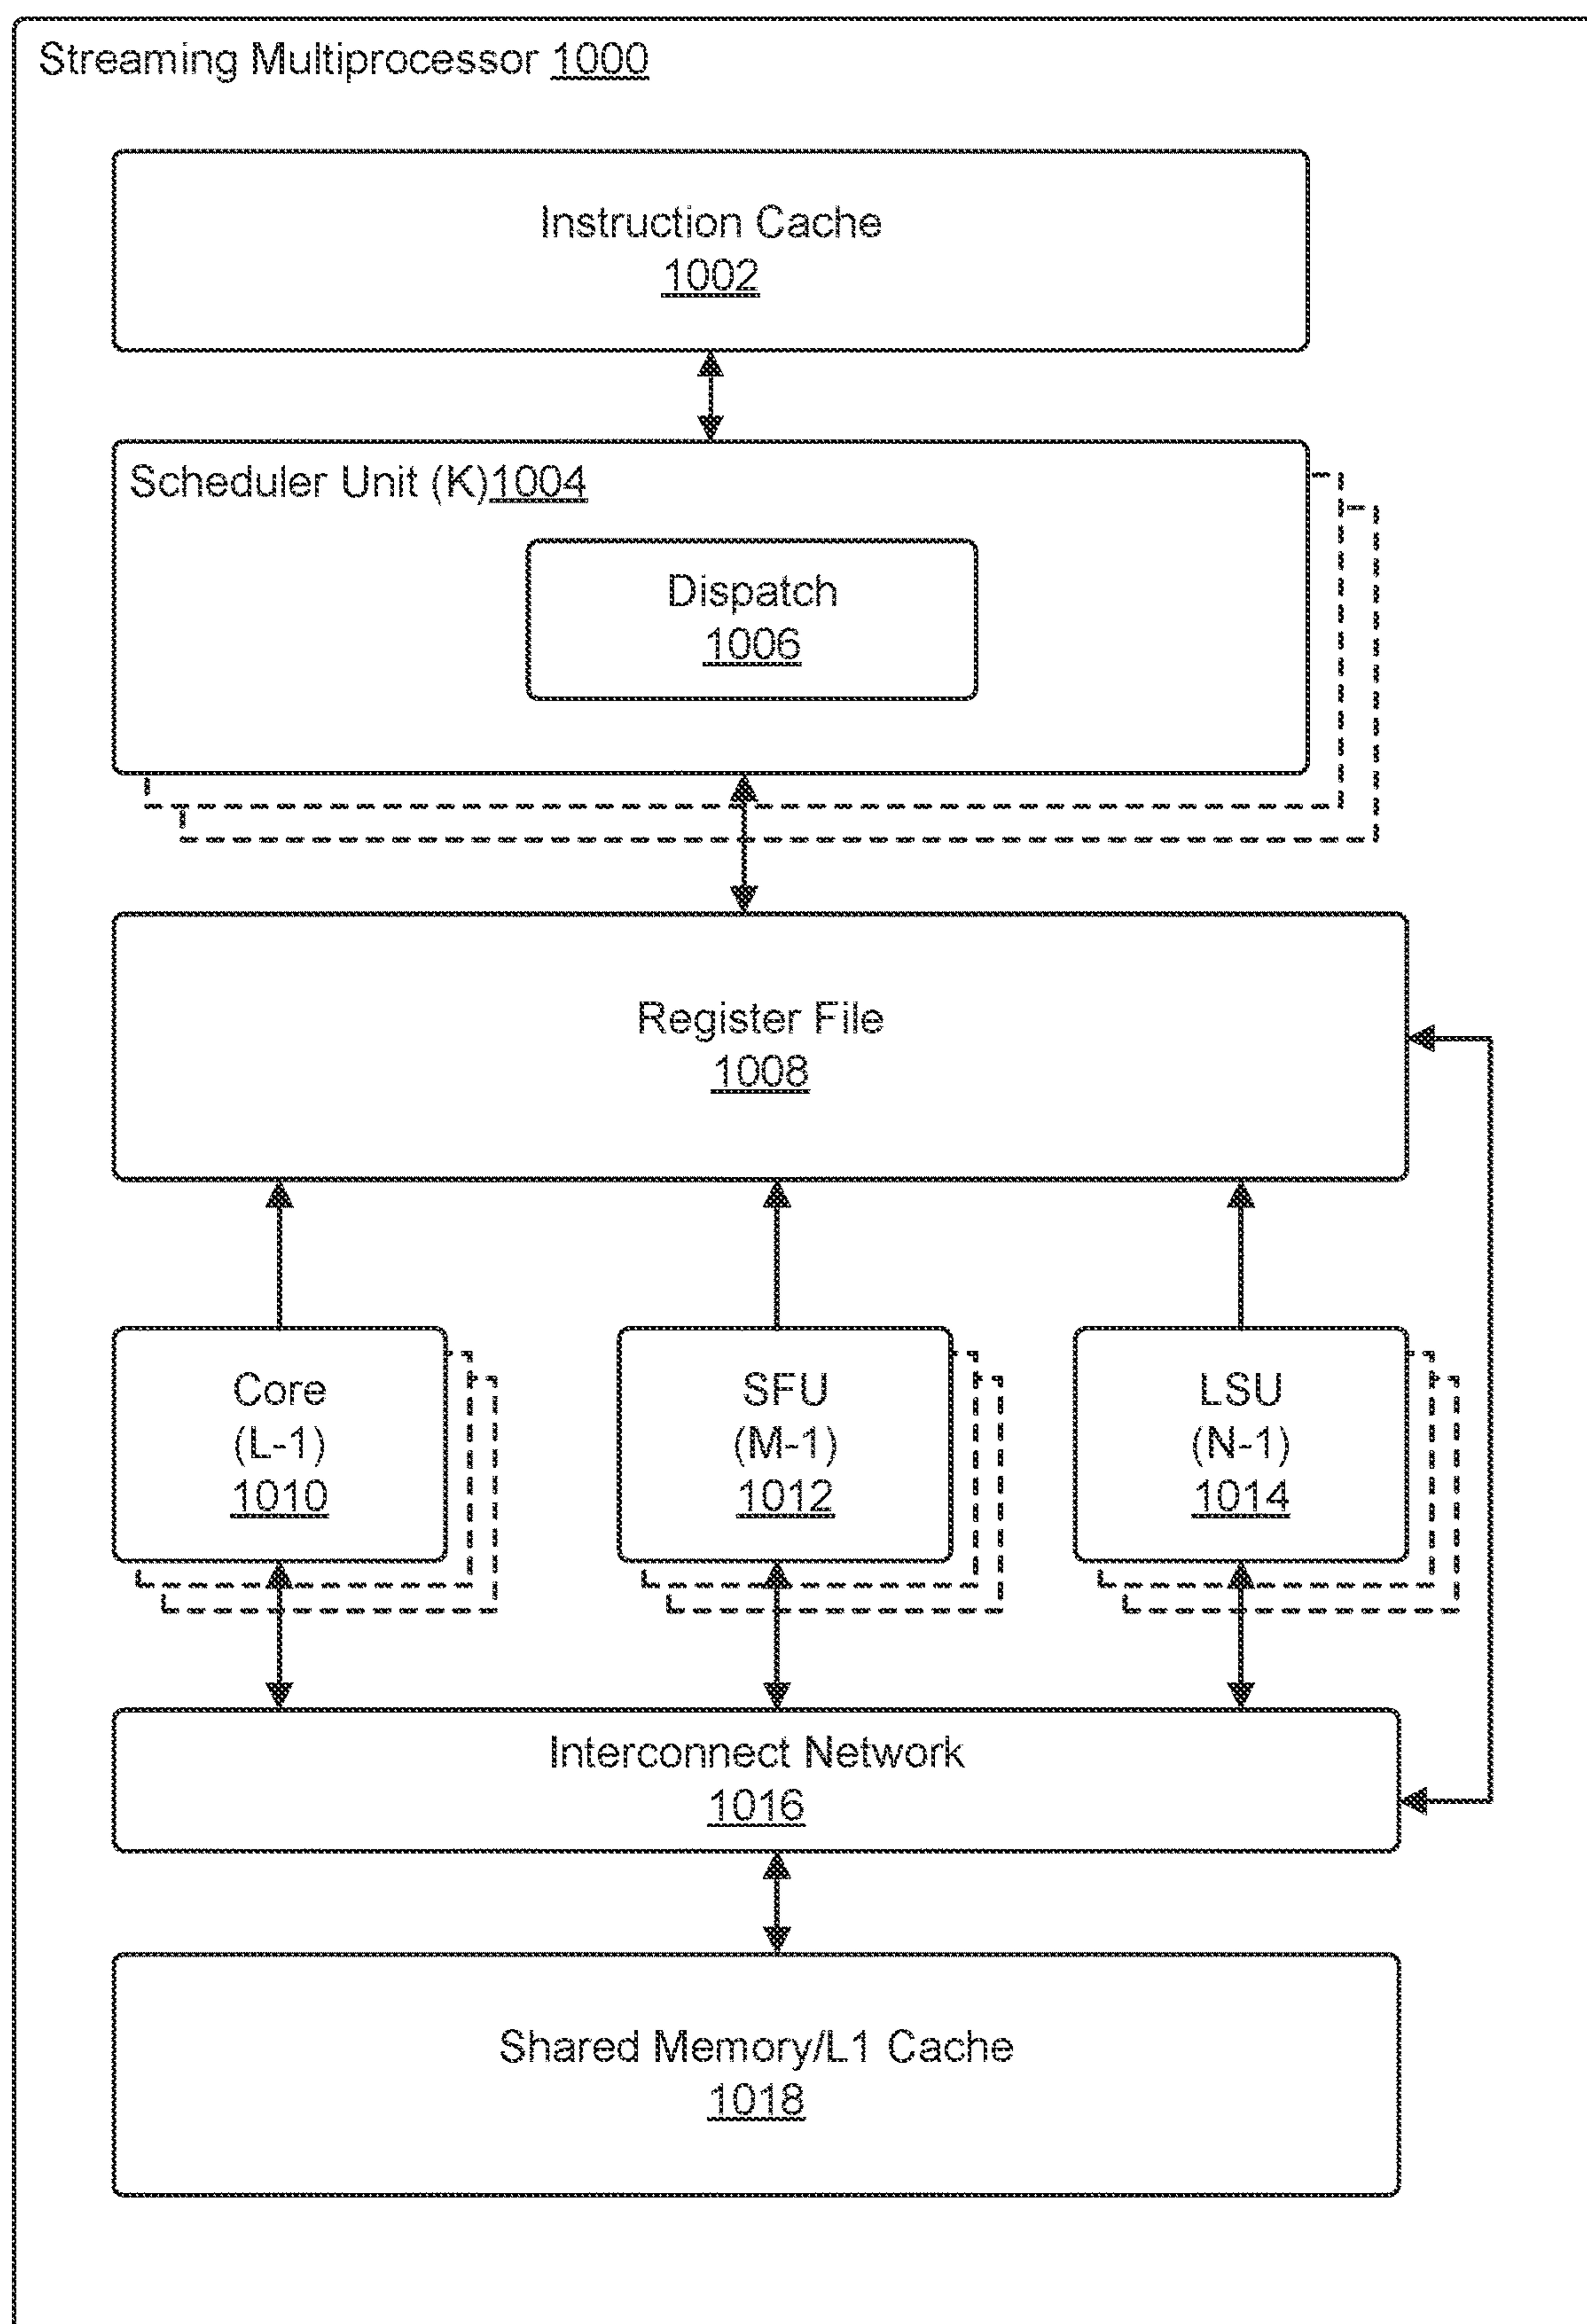 Streaming Multiprocessor 1000
Instruction Cache
1002
Scheduler Unit (K)1004
Dispatch
1006
Register File
1008
Core
(L-1)
1010
SFU
(M-1)
1012
LSU
(N-1)
1014
Interconnect Network
1016
Shared Memory/L1 Cache
1018